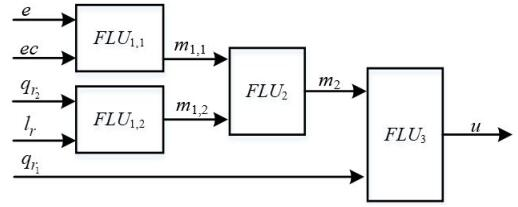 e
FLU1,1
ec
m1,1
qr2
FLU2
m2
FLU1,2
m1,2
lr
FLU3
u
qr1